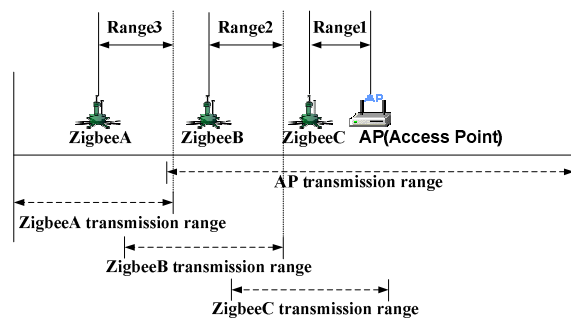 Range3 Range2 Range1
AP
ZigbeeA ZigbeeB ZigbeeC AP(Access Point)
AP transmission range
ZigbeeA transmission range
ZigbeeB transmission range
ZigbeeC transmission range